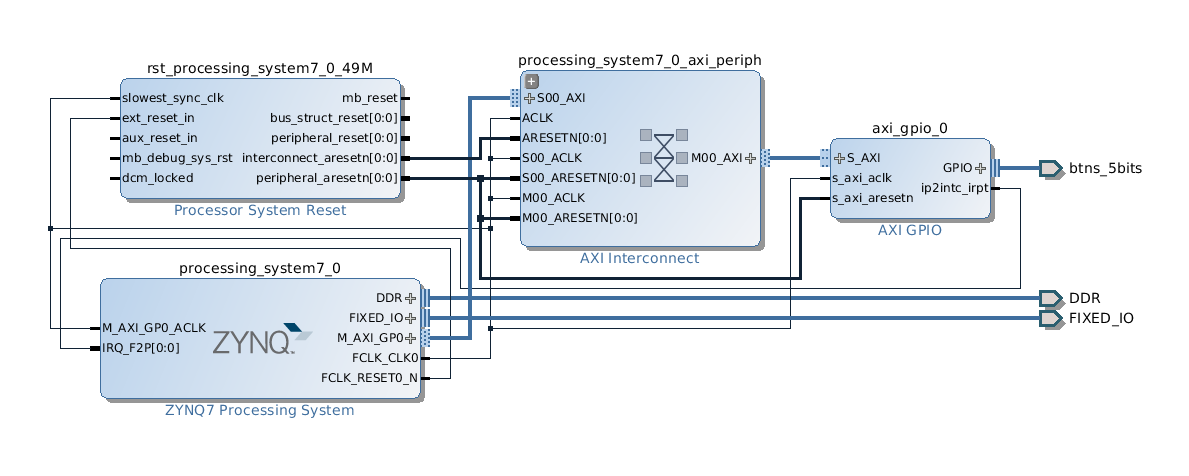 rst_processing_system7_0_49M
slowest_sync_clk
ext_reset_in
aux_reset_in
mb_debug_sys_rst
dcm_locked
mb_reset
bus_struct_reset[0:0]
peripheral_reset[0:0]
interconnect_aresetn[0:0]
peripheral_aresetn[0:0]
Processor System Reset
processing_system7_0_axi_periph
S00_AXI
ACLK
ARESETN[0:0]
S00_ACLK
S00_ARESETN[0:0]
M00_ACLK
M00_ARESETN[0:0]
M00_AXI
AXI Interconnect
axi_gpio_0
S_AXI
s_axi_aclk
s_axi_aresetn
GPIO
ip2intc_irpt
AXI GPIO
btns_5bits
processing_system7_0
M_AXI_GP0_ACLK
IRQ_F2P[0:0]
ZYNQ
DDR
FIXED_IO
M_AXI_GP0
FCLK_CLK0
FCLK_RESET0_N
ZYNQ7 Processing System
DDR
FIXED_IO